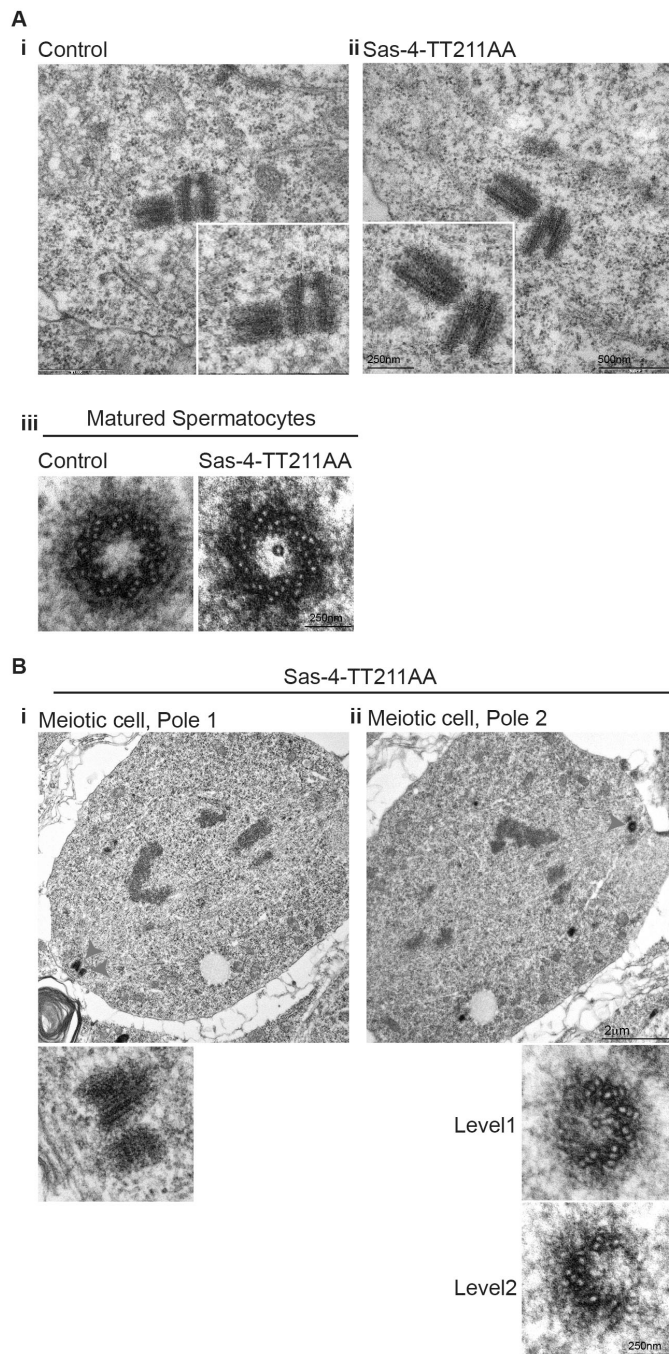 A
i Control
ii Sas-4-TT211AA
250nm
500nm
iii Matured Spermatocytes
Control
Sas-4-TT211AA
250nm
B
Sas-4-TT211AA
i Meiotic cell, Pole 1
ii Meiotic cell, Pole 2
2µm
Level1
Level2
250nm